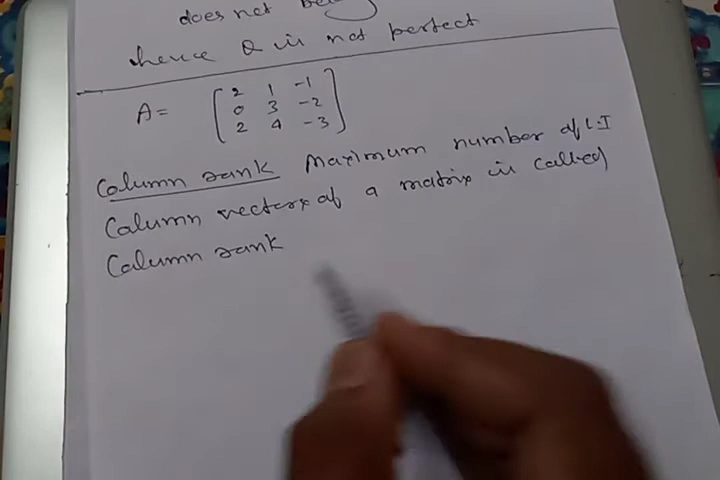 does not
hence Q is not perfect
A= [ 2 1 -1
0 3 -2
2 4 -3 ]
Column rank Maximum number of L.I
Column vectors of a matrix is called
Column rank